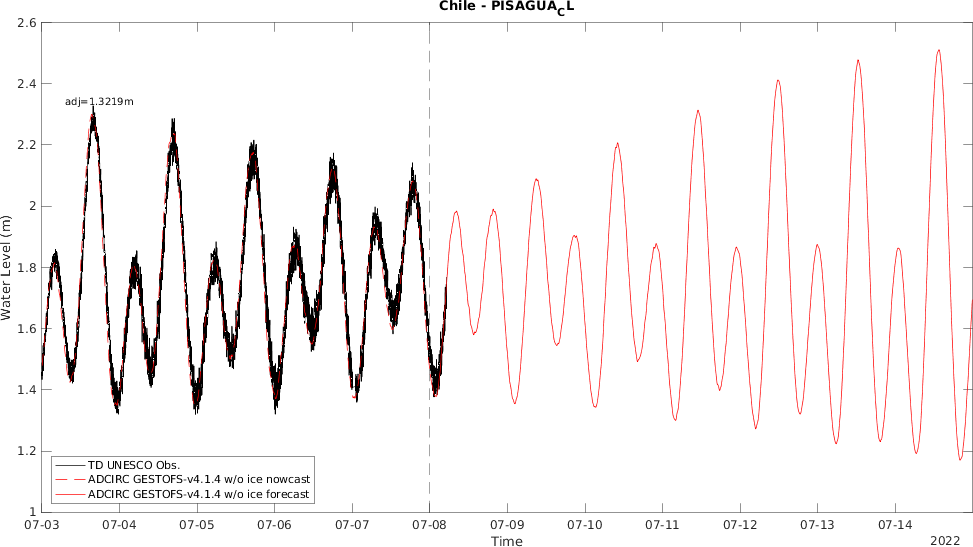 Chile - PISAGUA_CL
2.6
2.4
adj=1.3219m
2.2
2
1.8
1.6
1.4
1.2
1
Water Level (m)
TD UNESCO Obs.
ADCIRC GESTOFS-v4.1.4 w/o ice nowcast
ADCIRC GESTOFS-v4.1.4 w/o ice forecast
07-03 07-04 07-05 07-06 07-07 07-08 07-09 07-10 07-11 07-12 07-13 07-14
Time
2022